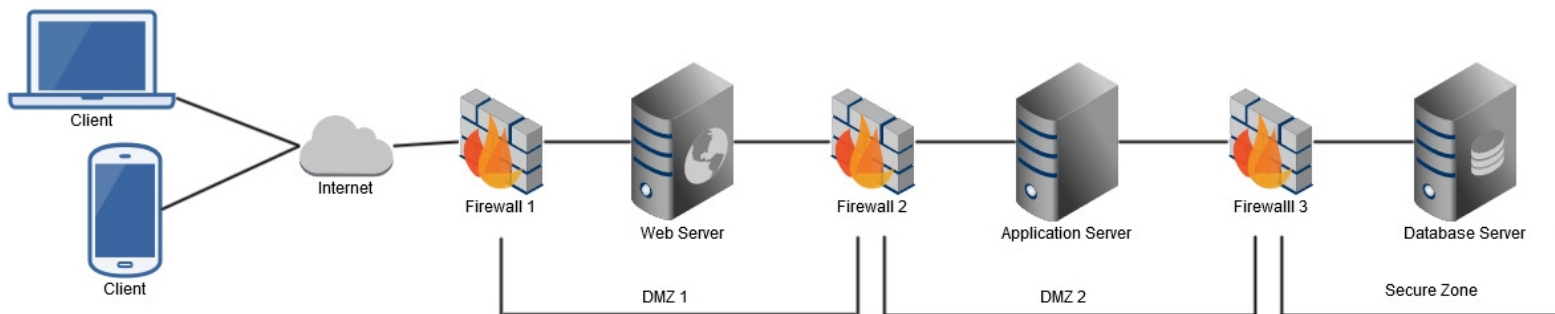 Client
Client
Internet
Firewall 1
Web Server
Firewall 2
Application Server
Firewalll 3
Database Server
DMZ 1
DMZ 2
Secure Zone